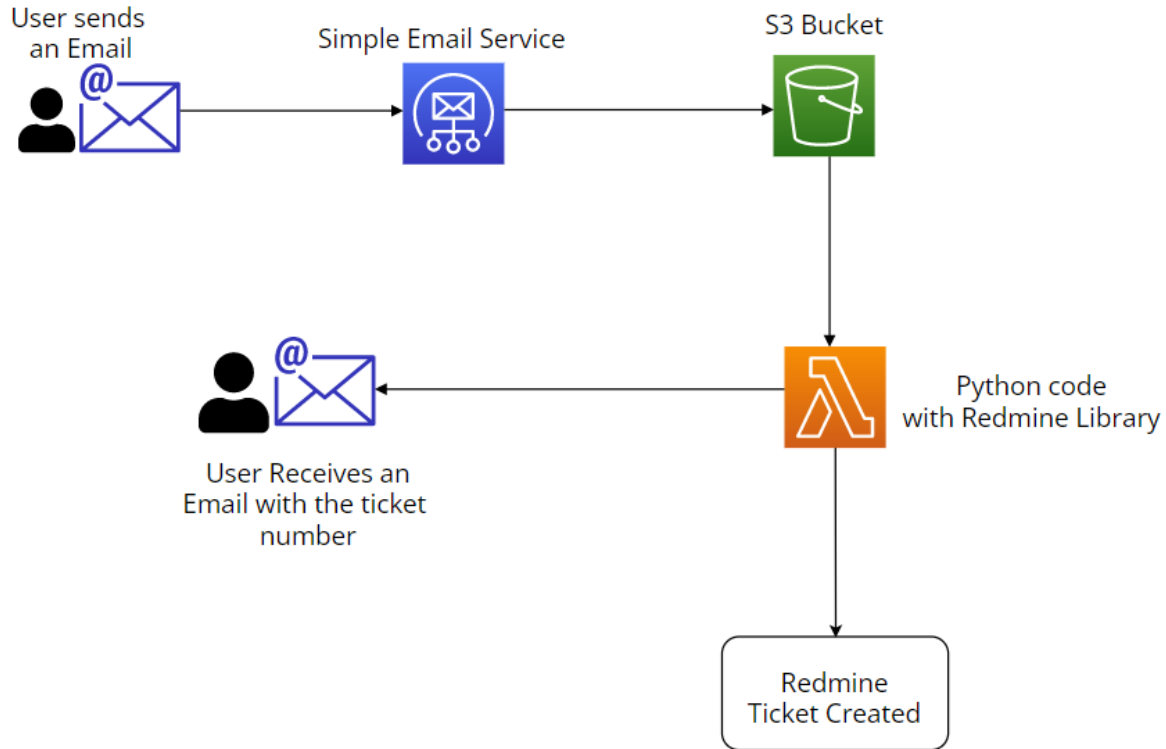 User sends
an Email
Simple Email Service
S3 Bucket
@
@
Python code
with Redmine Library
User Receives an
Email with the ticket
number
Redmine
Ticket Created